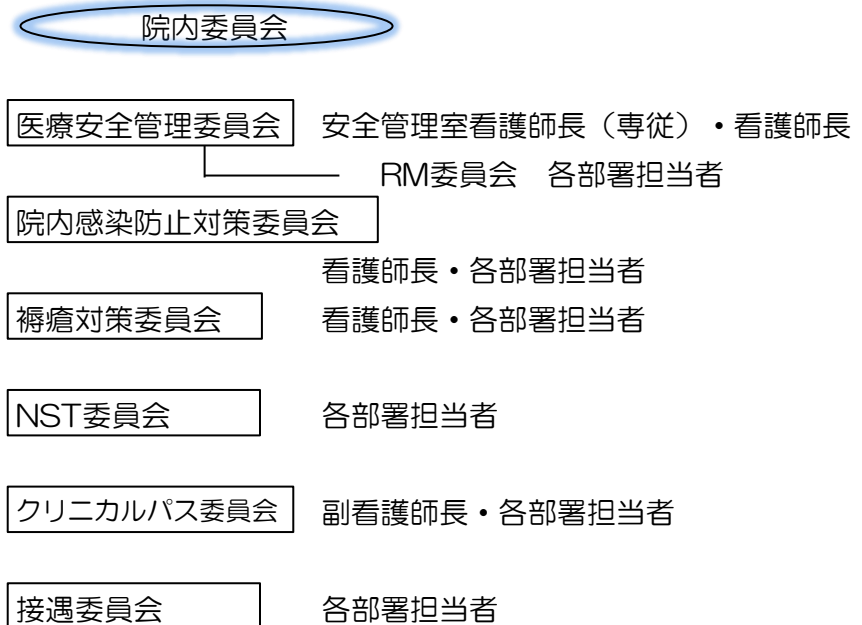 院内委員会
医療安全管理委員会 安全管理室看護師長（専従）・看護師長
RM委員会 各部署担当者
院内感染防止対策委員会
看護師長・各部署担当者
褥瘡対策委員会 看護師長・各部署担当者
NST委員会 各部署担当者
クリニカルパス委員会 副看護師長・各部署担当者
接遇委員会 各部署担当者